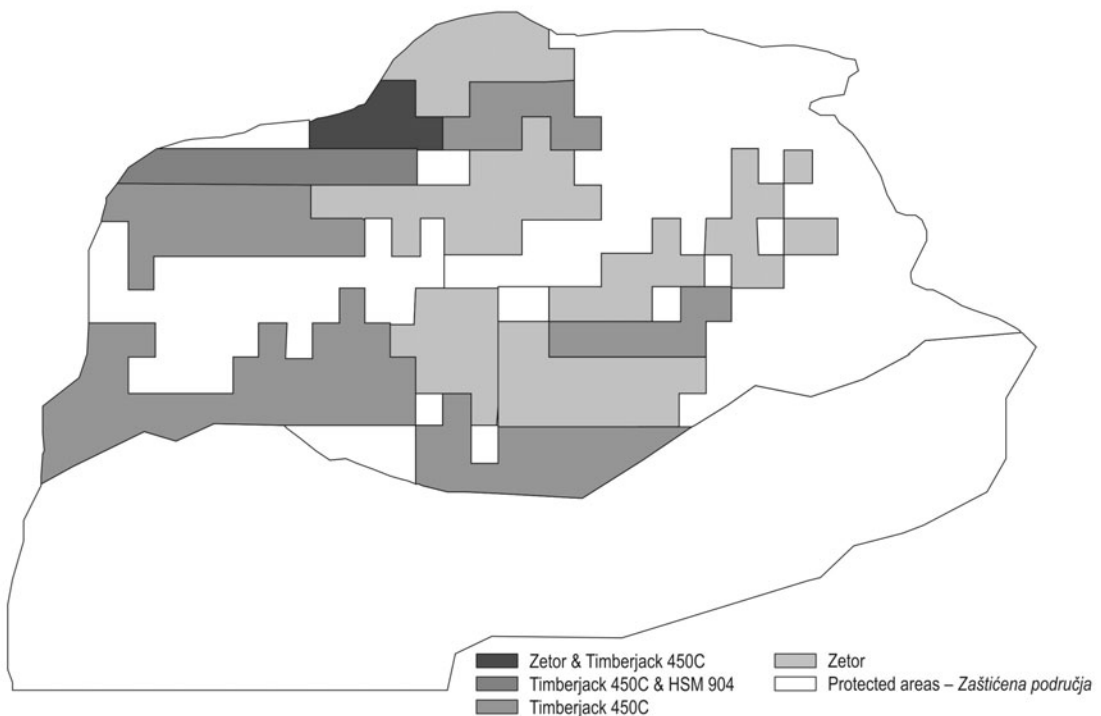 Zetor & Timberjack 450C
Timberjack 450C & HSM 904
Timberjack 450C
Zetor
Protected areas – Zaštićena područja